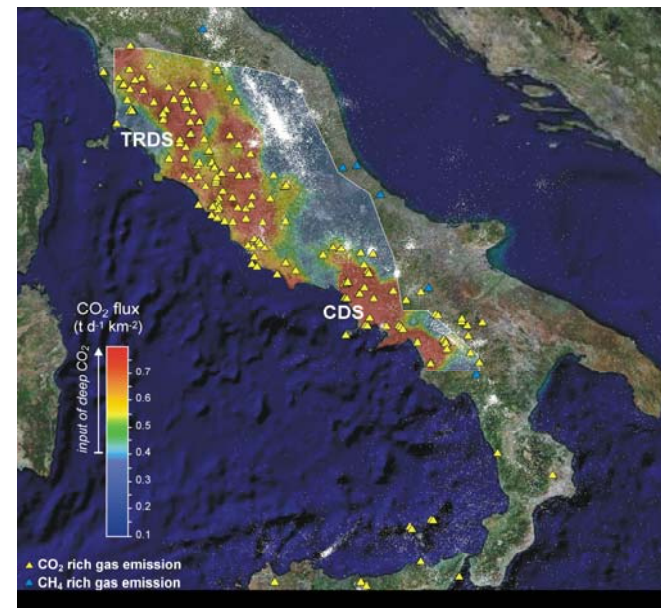 TRDS
CDS
CO₂ flux
(t d⁻¹ km⁻²)
input of deep CO₂
0.7
0.6
0.5
0.4
0.3
0.2
0.1
CO₂ rich gas emission
CH₄ rich gas emission